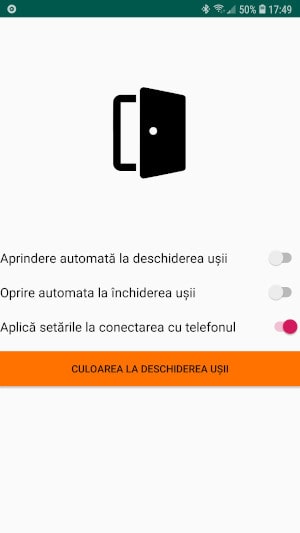 50% 17:49
Aprindere automată la deschiderea ușii
Oprire automata la închiderea ușii
Aplică setările la conectarea cu telefonul
CULOAREA LA DESCHIDEREA UȘII